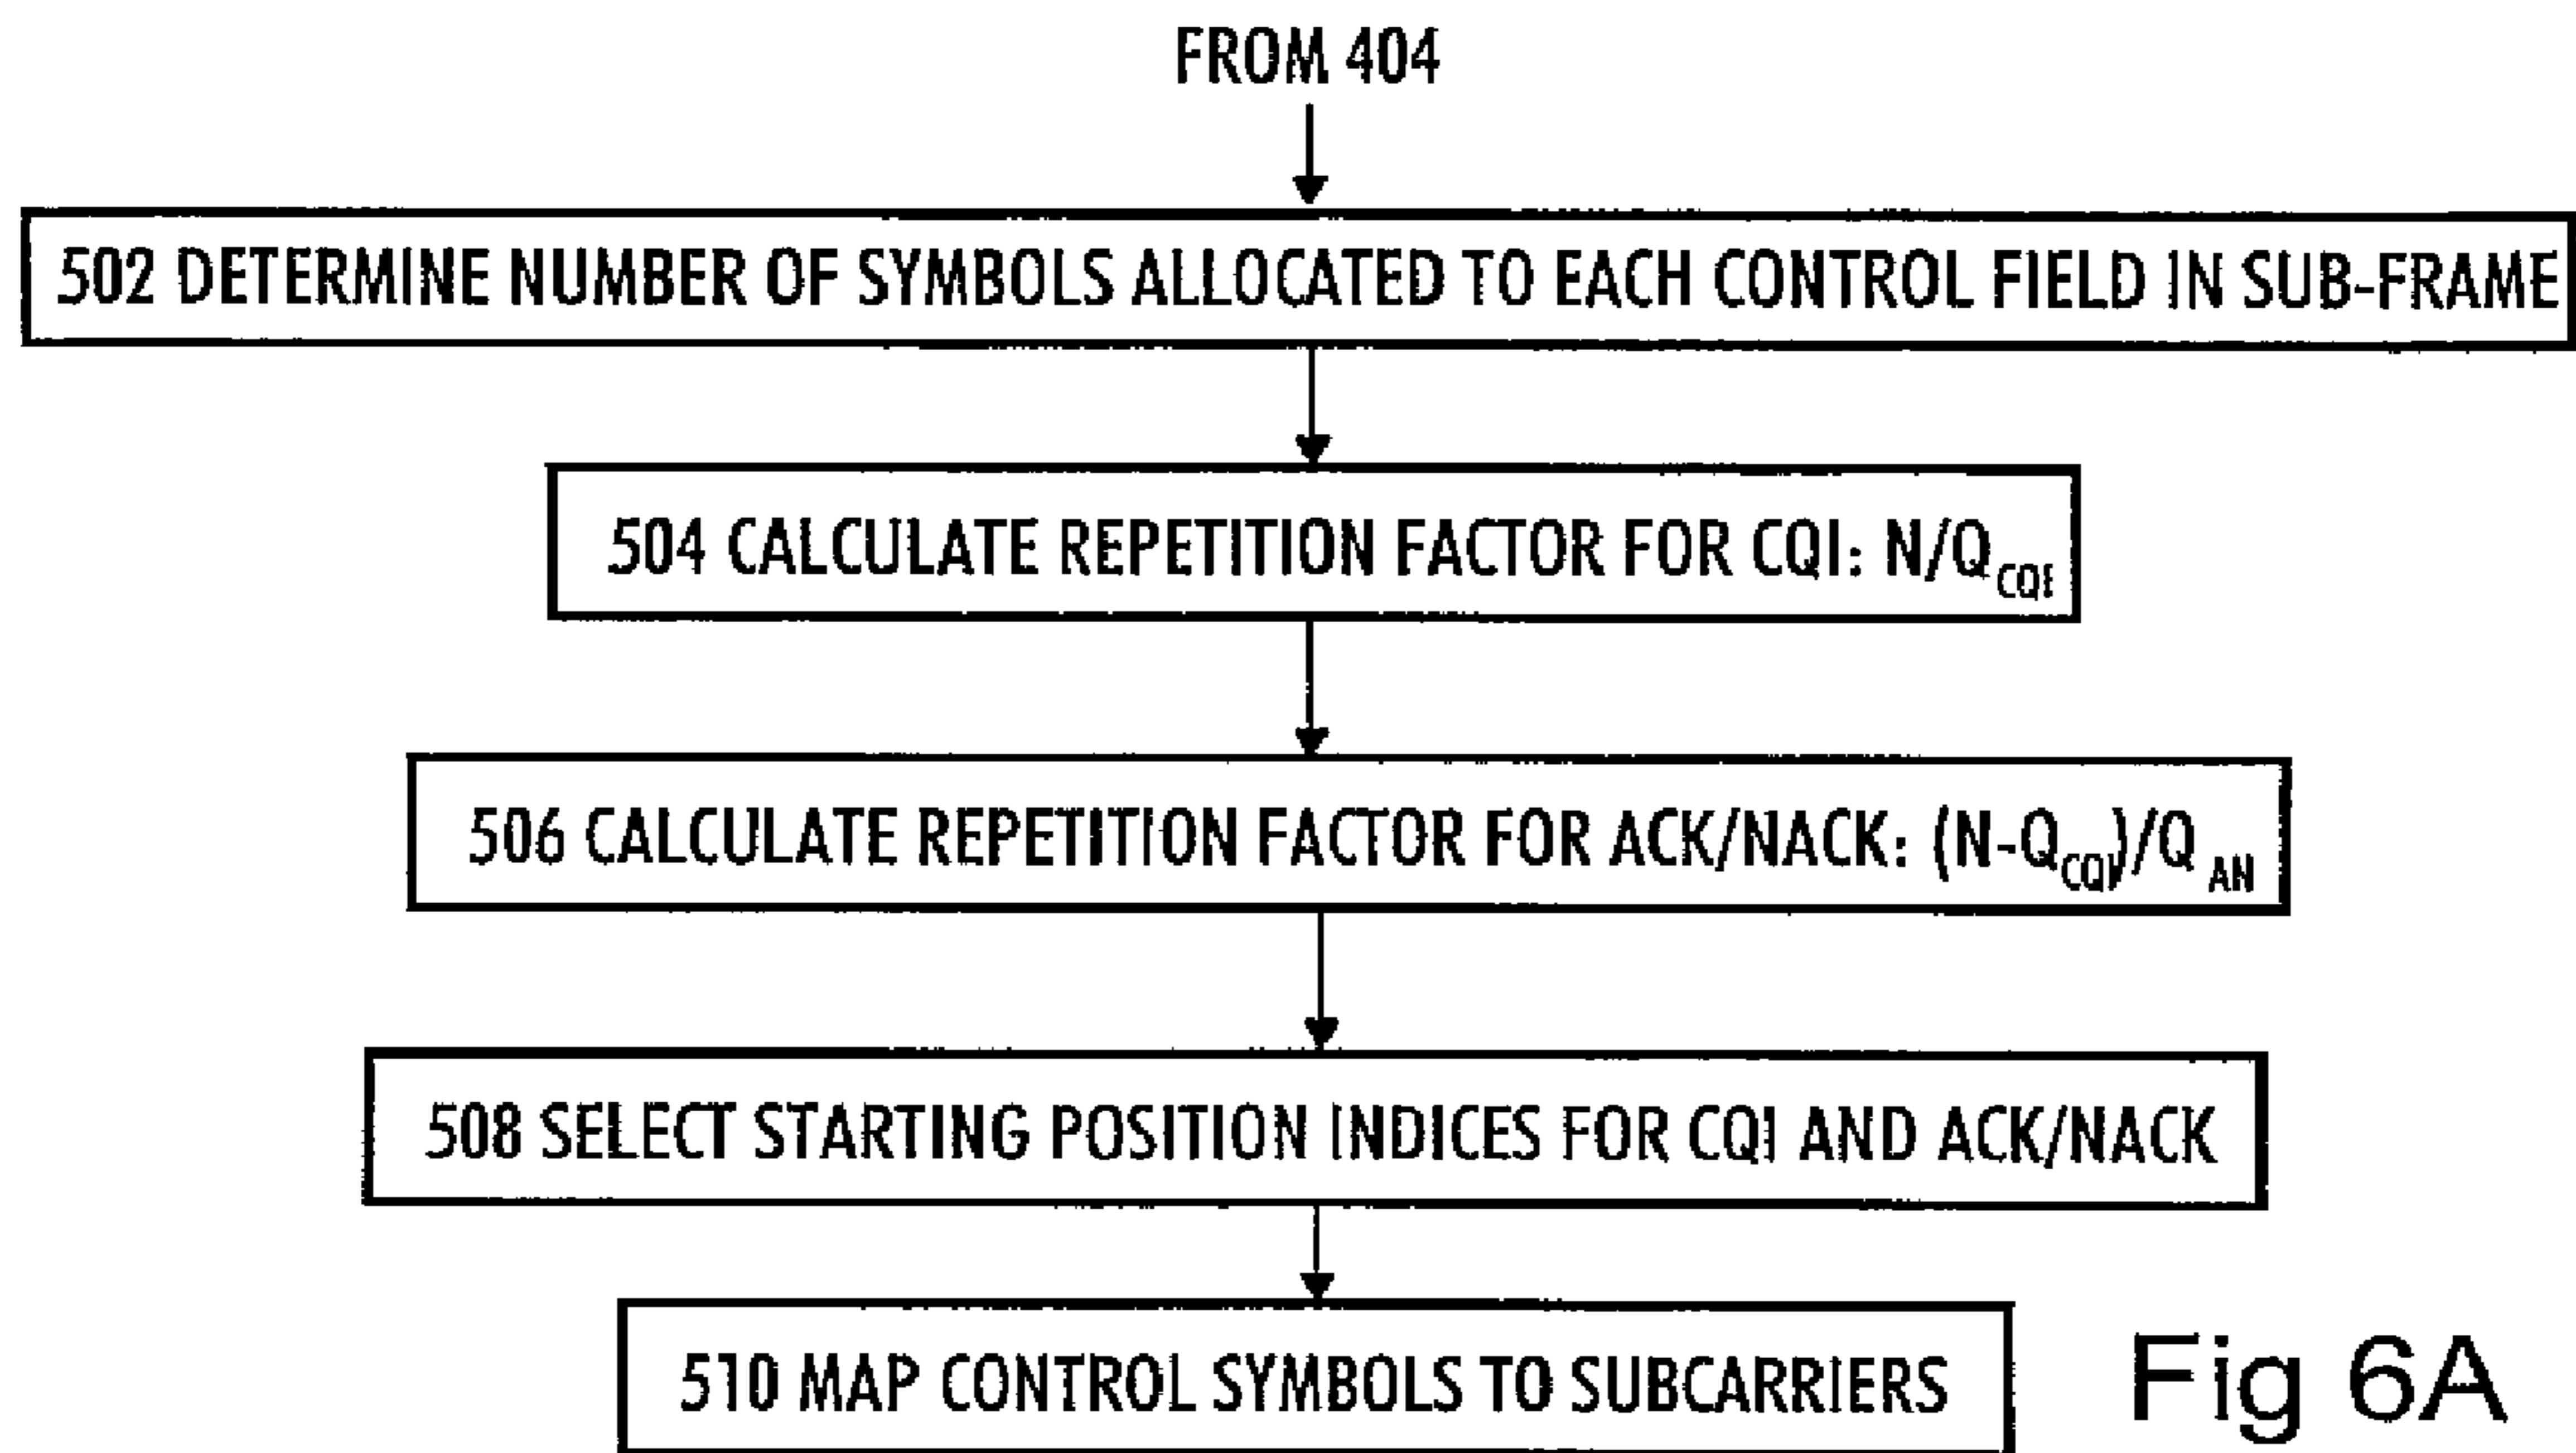 FROM 404
502 DETERMINE NUMBER OF SYMBOLS ALLOCATED TO EACH CONTROL FIELD IN SUB-FRAME
504 CALCULATE REPETITION FACTOR FOR CQI: N/Q_CQI
506 CALCULATE REPETITION FACTOR FOR ACK/NACK: (N-Q_CQI)/Q_AN
508 SELECT STARTING POSITION INDICES FOR CQI AND ACK/NACK
510 MAP CONTROL SYMBOLS TO SUBCARRIERS
Fig 6A